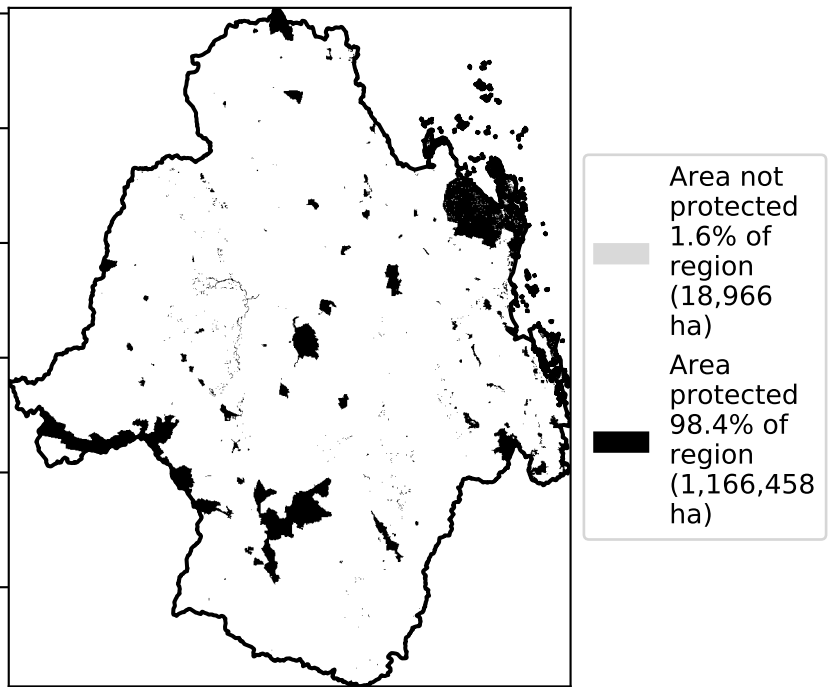 Area not
protected
1.6% of
region
(18,966
ha)
Area
protected
98.4% of
region
(1,166,458
ha)